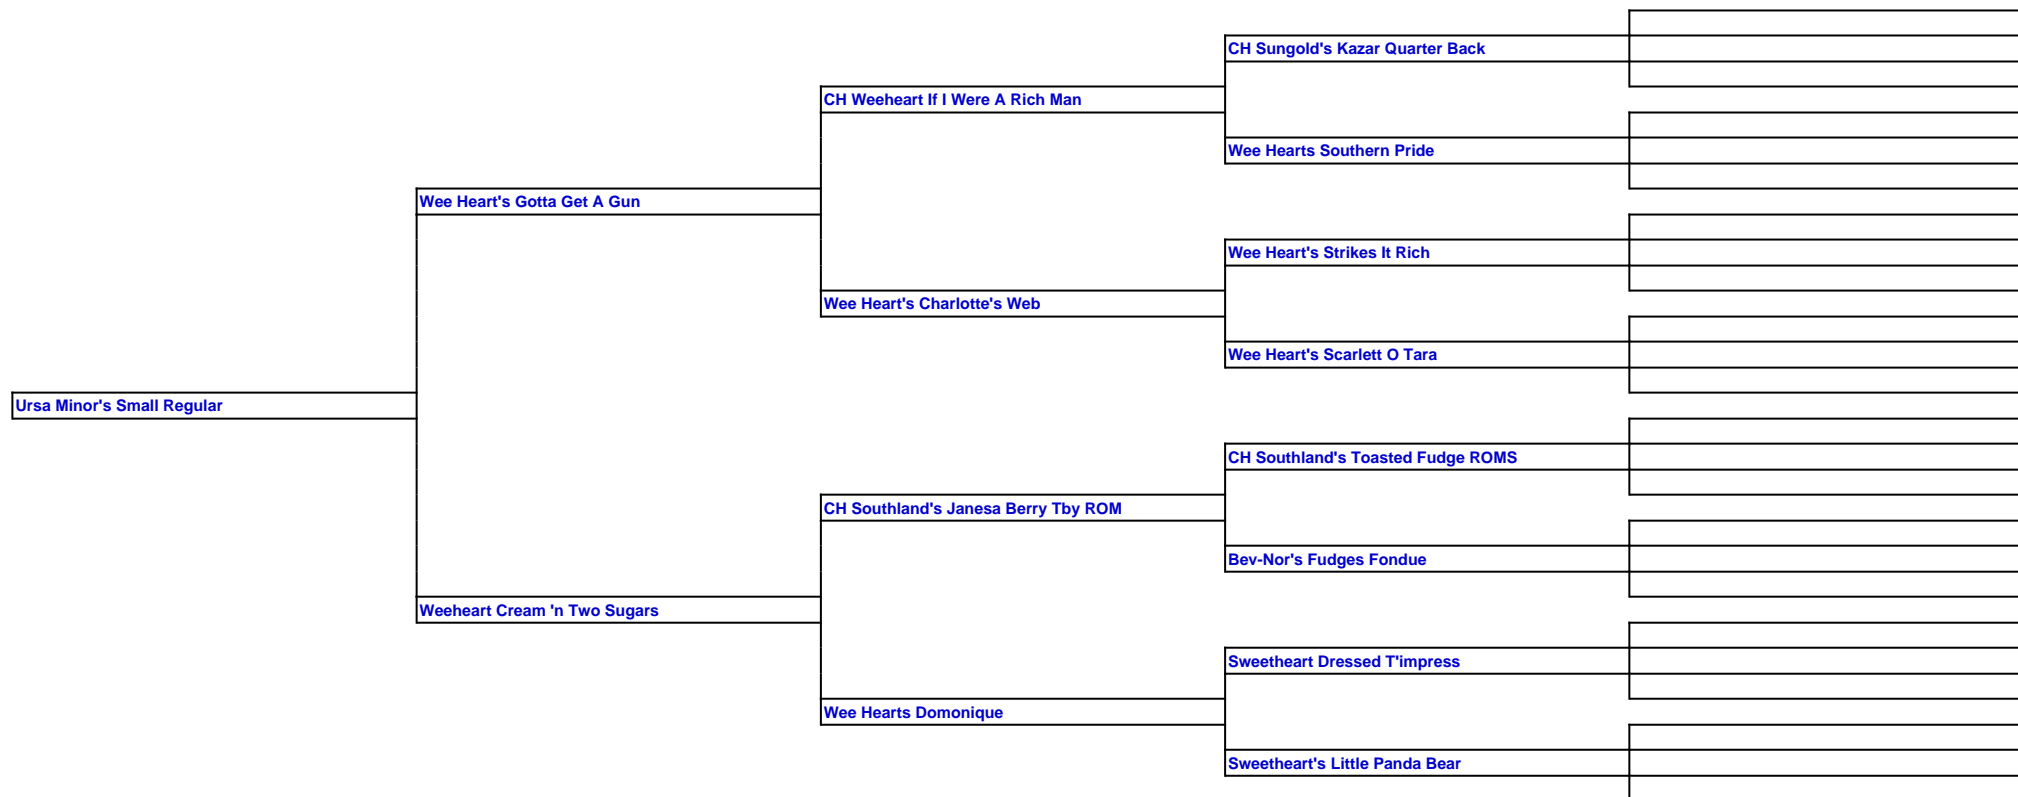 CH Sungold's Kazar Quarter Back
CH Weeheart If I Were A Rich Man
Wee Hearts Southern Pride
Wee Heart's Gotta Get A Gun
Wee Heart's Strikes It Rich
Wee Heart's Charlotte's Web
Wee Heart's Scarlett O Tara
Ursa Minor's Small Regular
CH Southland's Toasted Fudge ROMS
CH Southland's Janesa Berry Tby ROM
Bev-Nor's Fudges Fondue
Weeheart Cream 'n Two Sugars
Sweetheart Dressed T'impress
Wee Hearts Domonique
Sweetheart's Little Panda Bear